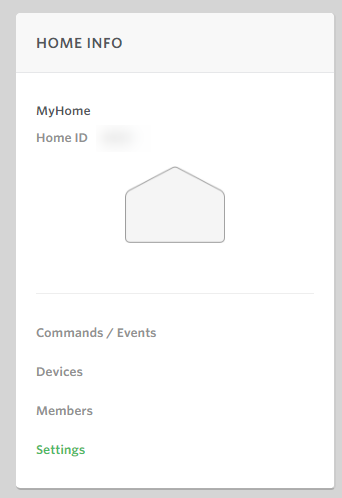 HOME INFO
MyHome
Home ID
Commands / Events
Devices
Members
Settings